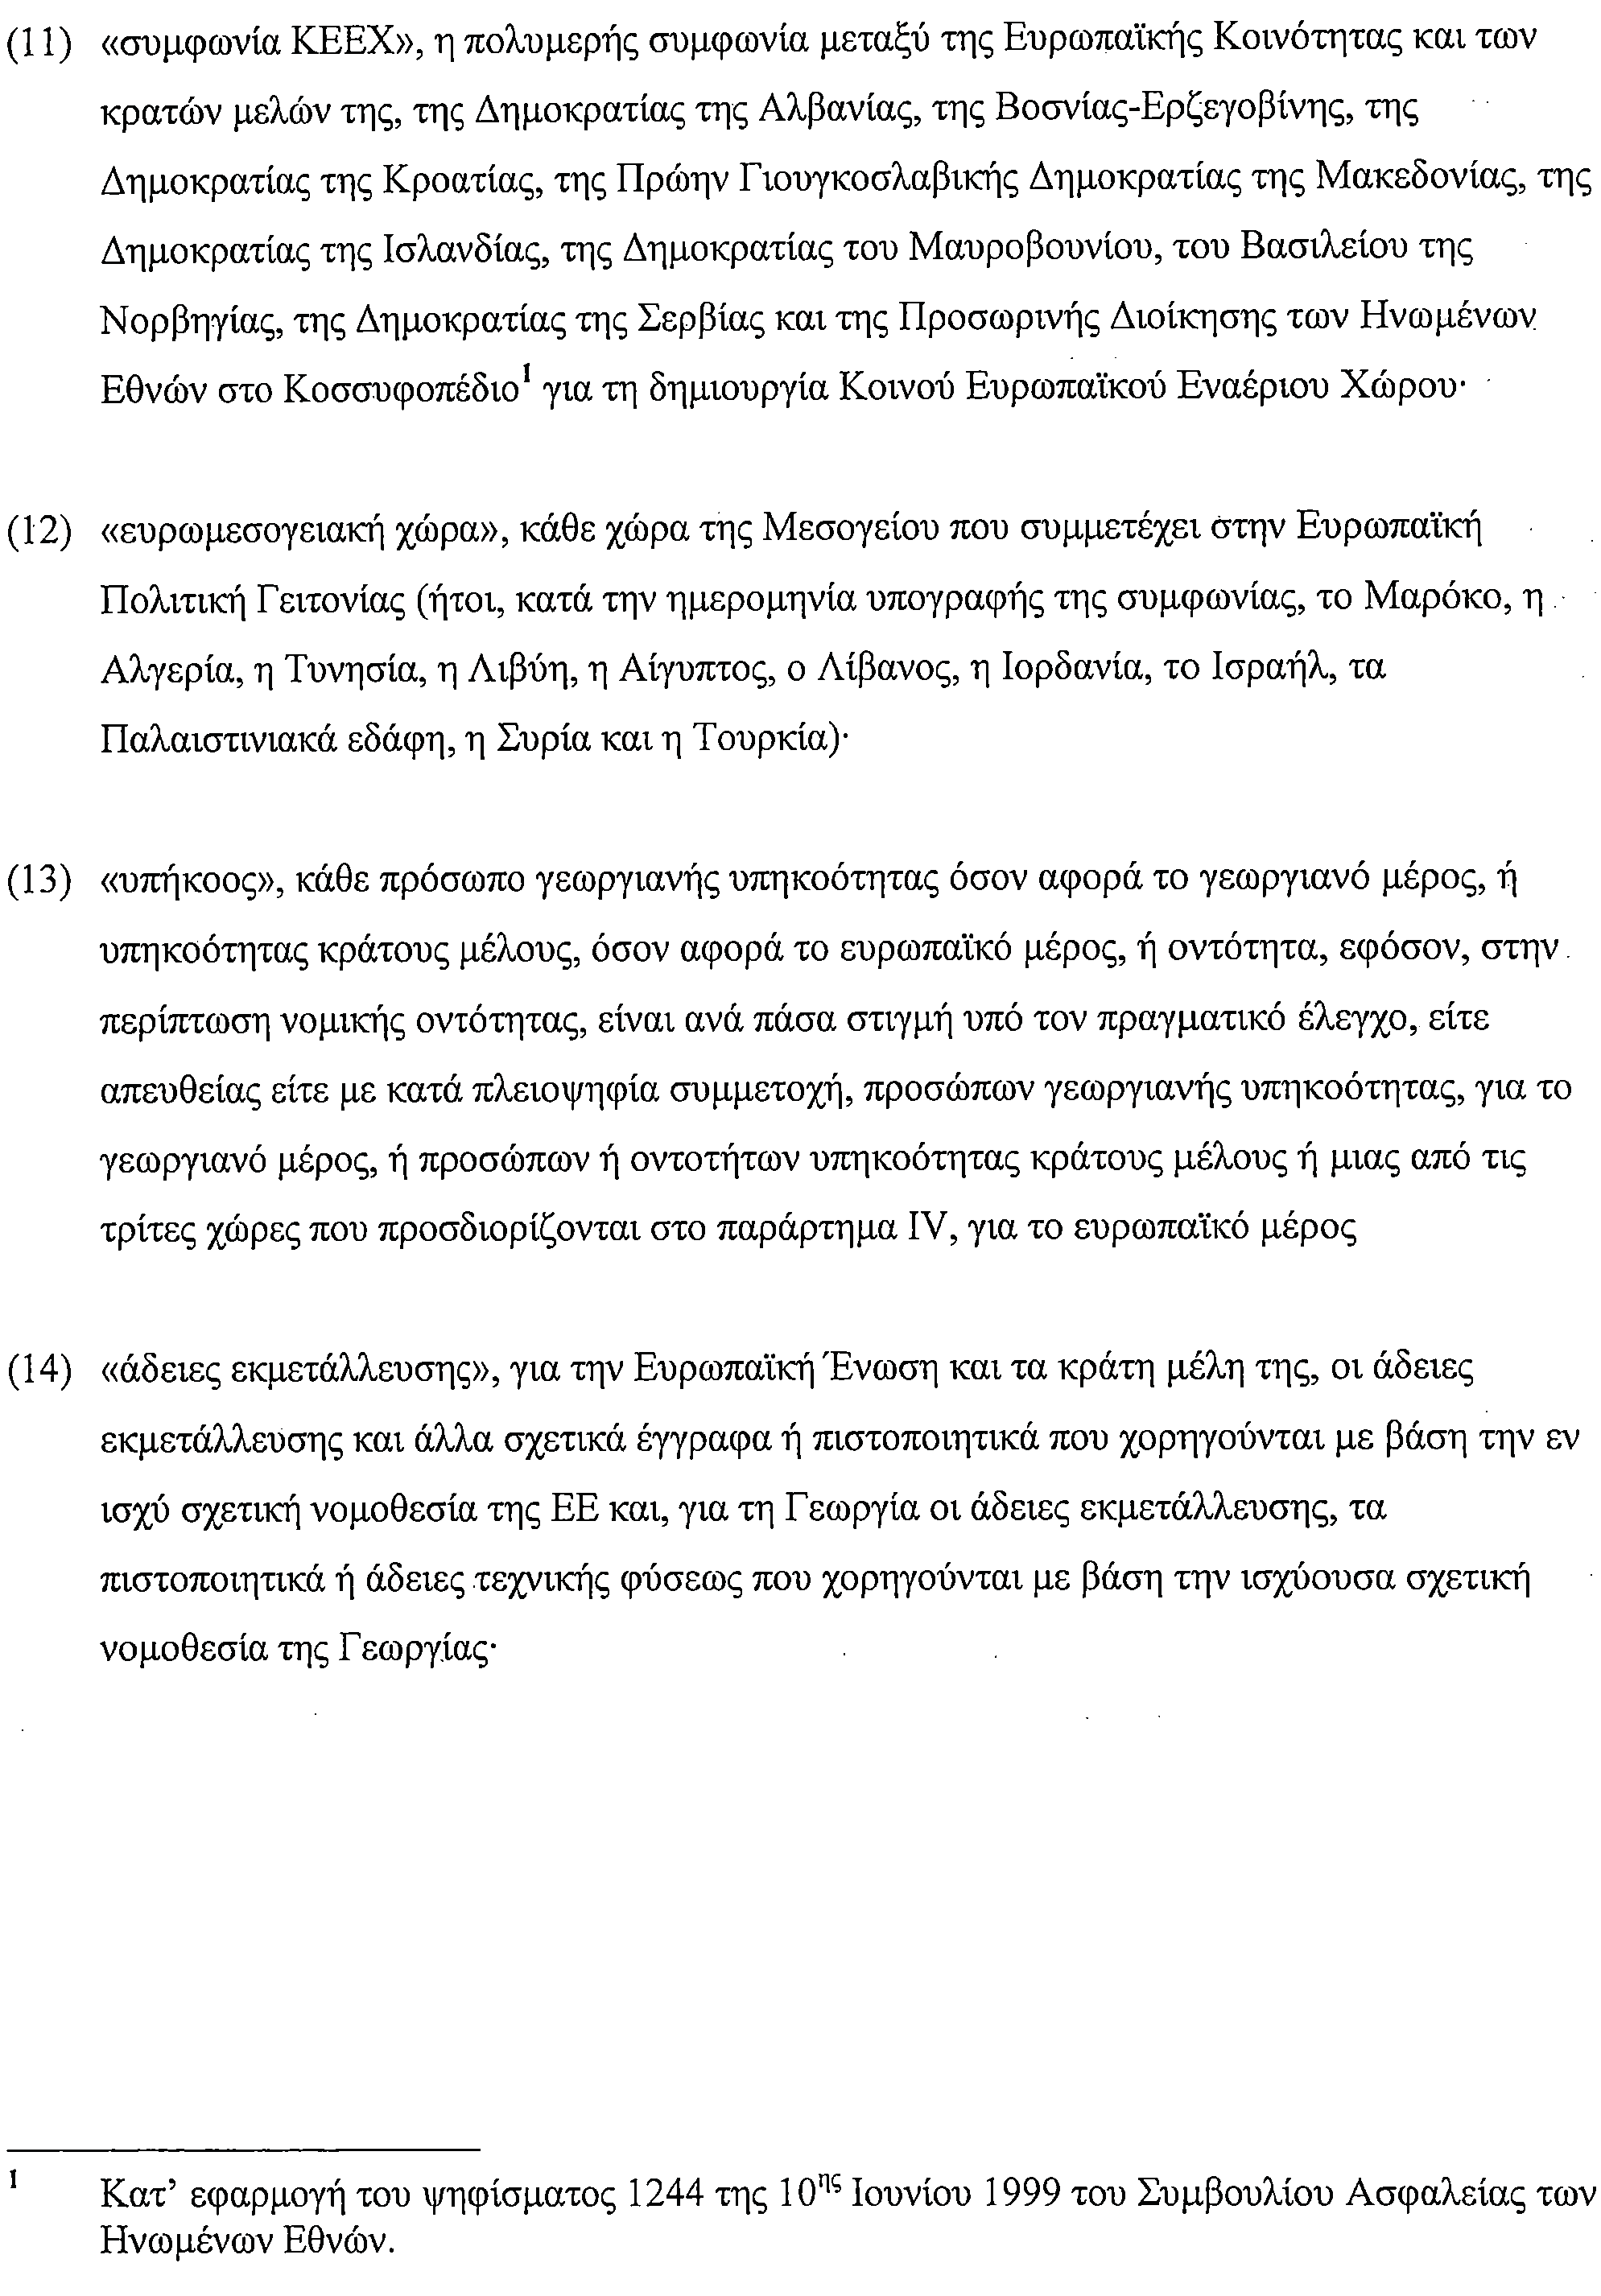 (11) «συμφωνία ΚΕΕΧ», η πολυμερής συμφωνία μεταξύ της Ευρωπαϊκής Κοινότητας και των
κρατών μελών της, της Δημοκρατίας της Αλβανίας, της Βοσνίας-Ερζεγοβίνης, της
Δημοκρατίας της Κροατίας, της Πρώην Γιουγκοσλαβικής Δημοκρατίας της Μακεδονίας, της
Δημοκρατίας της Ισλανδίας, της Δημοκρατίας του Μαυροβουνίου, του Βασιλείου της
Νορβηγίας, της Δημοκρατίας της Σερβίας και της Προσωρινής Διοίκησης των Ηνωμένων
Εθνών στο Κοσσυφοπέδιο¹ για τη δημιουργία Κοινού Ευρωπαϊκού Εναέριου Χώρου·
(12) «ευρωμεσογειακή χώρα», κάθε χώρα της Μεσογείου που συμμετέχει στην Ευρωπαϊκή
Πολιτική Γειτονίας (ήτοι, κατά την ημερομηνία υπογραφής της συμφωνίας, το Μαρόκο, η
Αλγερία, η Τυνησία, η Λιβύη, η Αίγυπτος, ο Λίβανος, η Ιορδανία, το Ισραήλ, τα
Παλαιστινιακά εδάφη, η Συρία και η Τουρκία)·
(13) «υπήκοος», κάθε πρόσωπο γεωργιανής υπηκοότητας όσον αφορά το γεωργιανό μέρος, ή
υπηκοότητας κράτους μέλους, όσον αφορά το ευρωπαϊκό μέρος, ή οντότητα, εφόσον, στην
περίπτωση νομικής οντότητας, είναι ανά πάσα στιγμή υπό τον πραγματικό έλεγχο, είτε
απευθείας είτε με κατά πλειοψηφία συμμετοχή, προσώπων γεωργιανής υπηκοότητας, για το
γεωργιανό μέρος, ή προσώπων ή οντοτήτων υπηκοότητας κράτους μέλους ή μιας από τις
τρίτες χώρες που προσδιορίζονται στο παράρτημα IV, για το ευρωπαϊκό μέρος
(14) «άδειες εκμετάλλευσης», για την Ευρωπαϊκή Ένωση και τα κράτη μέλη της, οι άδειες
εκμετάλλευσης και άλλα σχετικά έγγραφα ή πιστοποιητικά που χορηγούνται με βάση την εν
ισχύ σχετική νομοθεσία της ΕΕ και, για τη Γεωργία οι άδειες εκμετάλλευσης, τα
πιστοποιητικά ή άδειες τεχνικής φύσεως που χορηγούνται με βάση την ισχύουσα σχετική
νομοθεσία της Γεωργίας·
¹ Κατ’ εφαρμογή του ψηφίσματος 1244 της 10ης Ιουνίου 1999 του Συμβουλίου Ασφαλείας των
Ηνωμένων Εθνών.